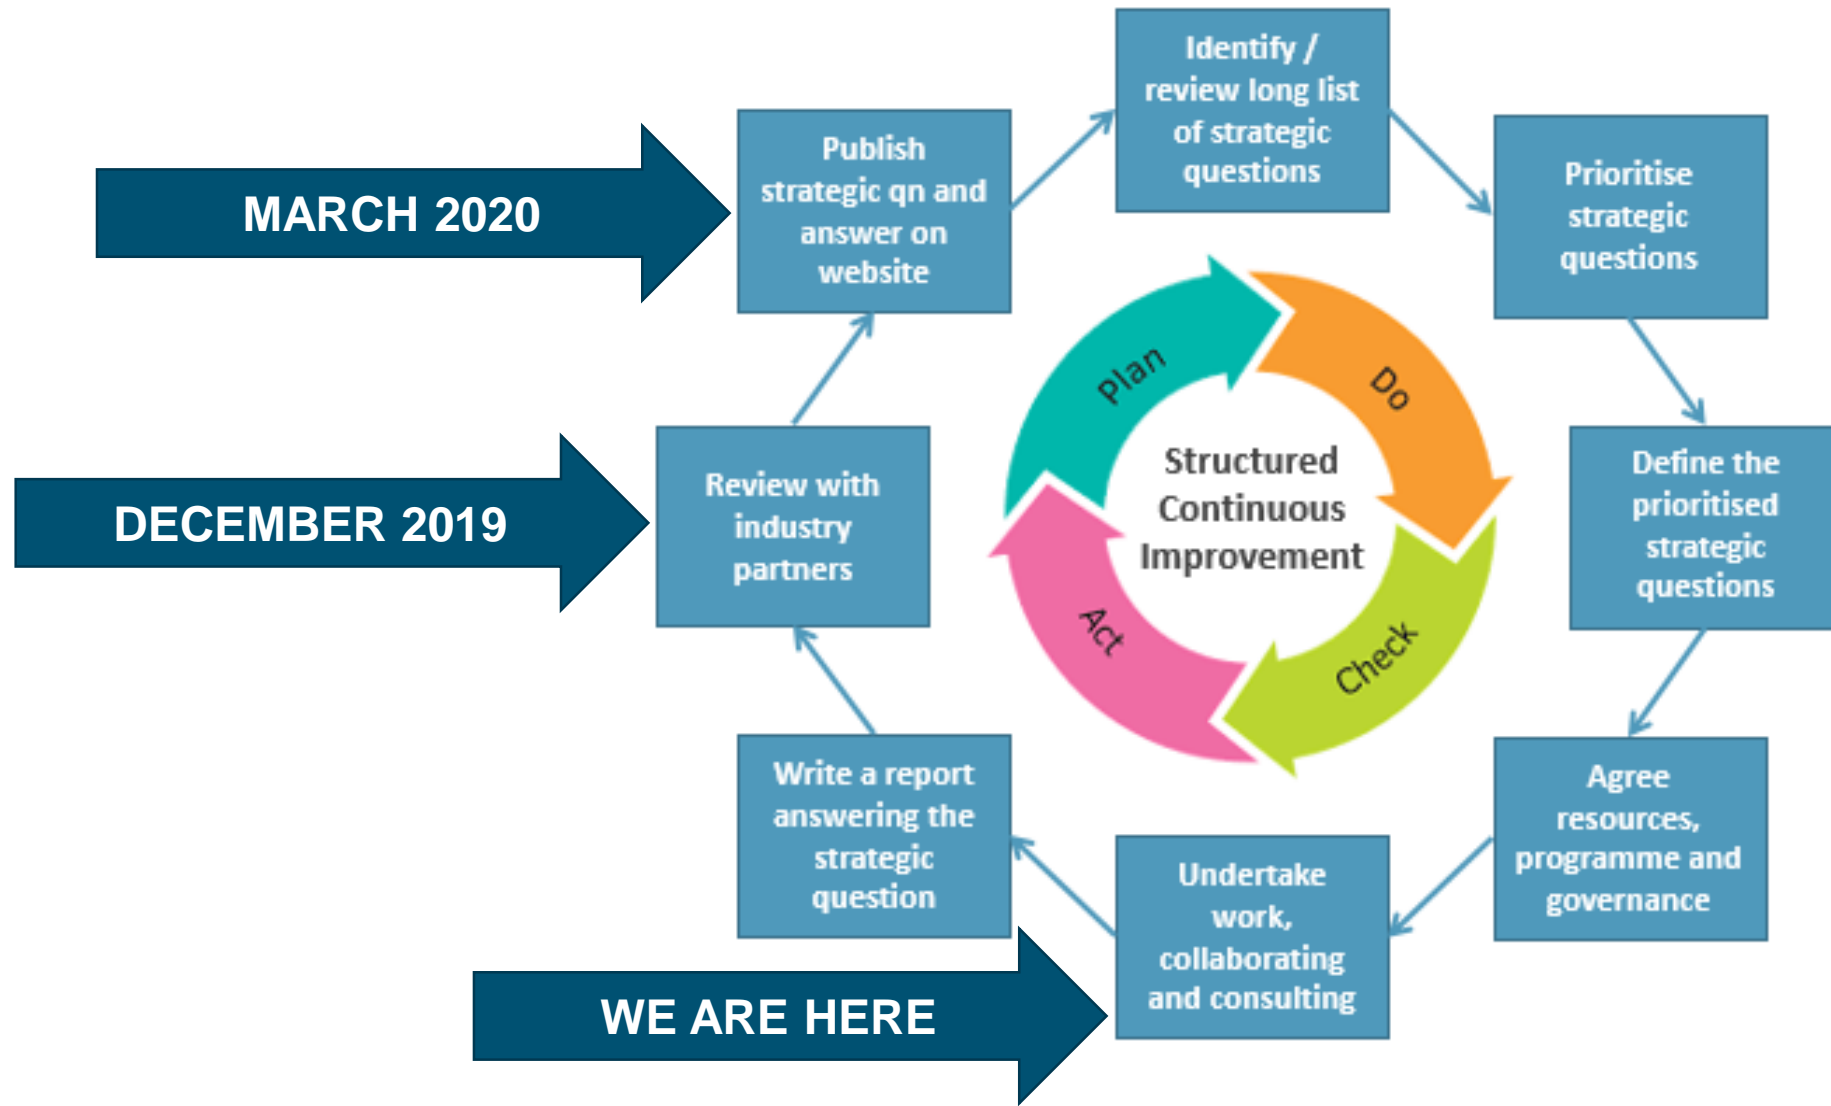 Identify /
review long list
of strategic
questions
Publish
strategic qn and
answer on
website
Prioritise
strategic
questions
MARCH 2020
Plan
Do
Structured
Continuous
Improvement
Define the
prioritised
strategic
questions
Review with
industry
partners
DECEMBER 2019
Act
Check
Write a report
answering the
strategic
question
Agree
resources,
programme and
governance
Undertake
work,
collaborating
and consulting
WE ARE HERE